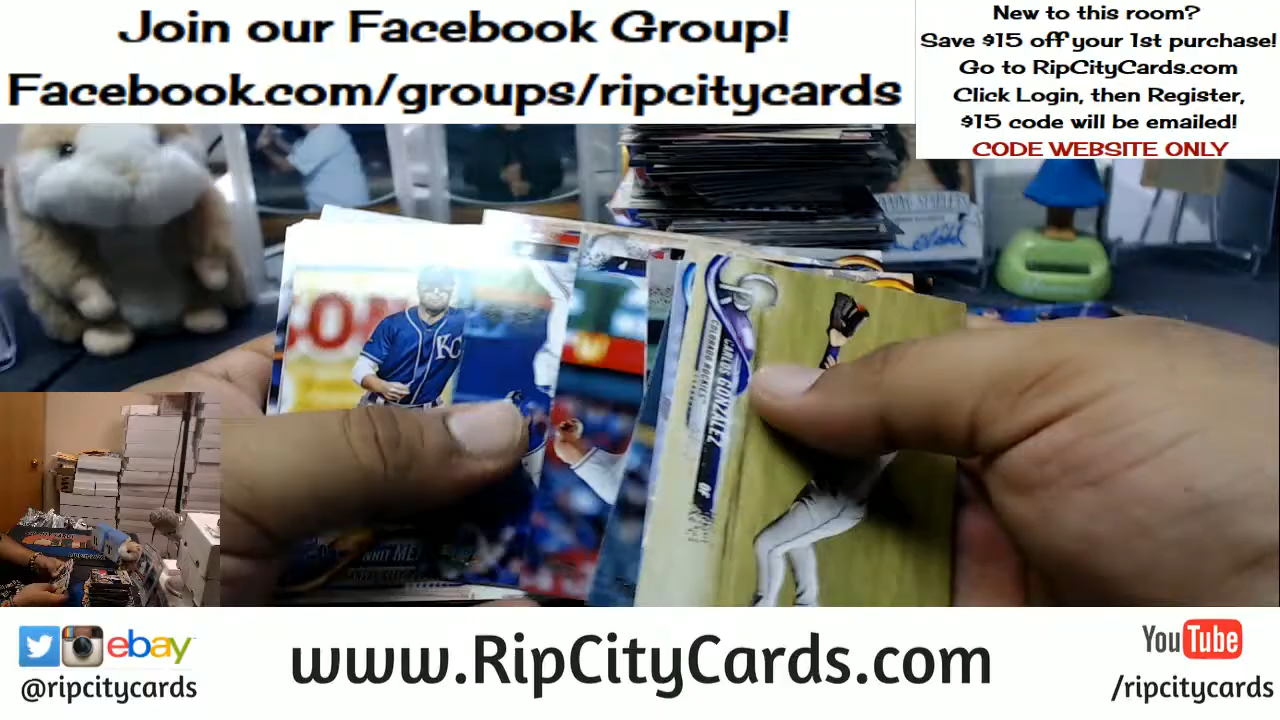 Join our Facebook Group!
Facebook.com/groups/ripcitycards
New to this room?
Save $15 off your 1st purchase!
Go to RipCityCards.com
Click Login, then Register,
$15 code will be emailed!
CODE WEBSITE ONLY
KC
CARLOS GONZALEZ OF
COLORADO ROCKIES
WHIT
ebay
@ripcitycards
www.RipCityCards.com
YouTube
/ripcitycards